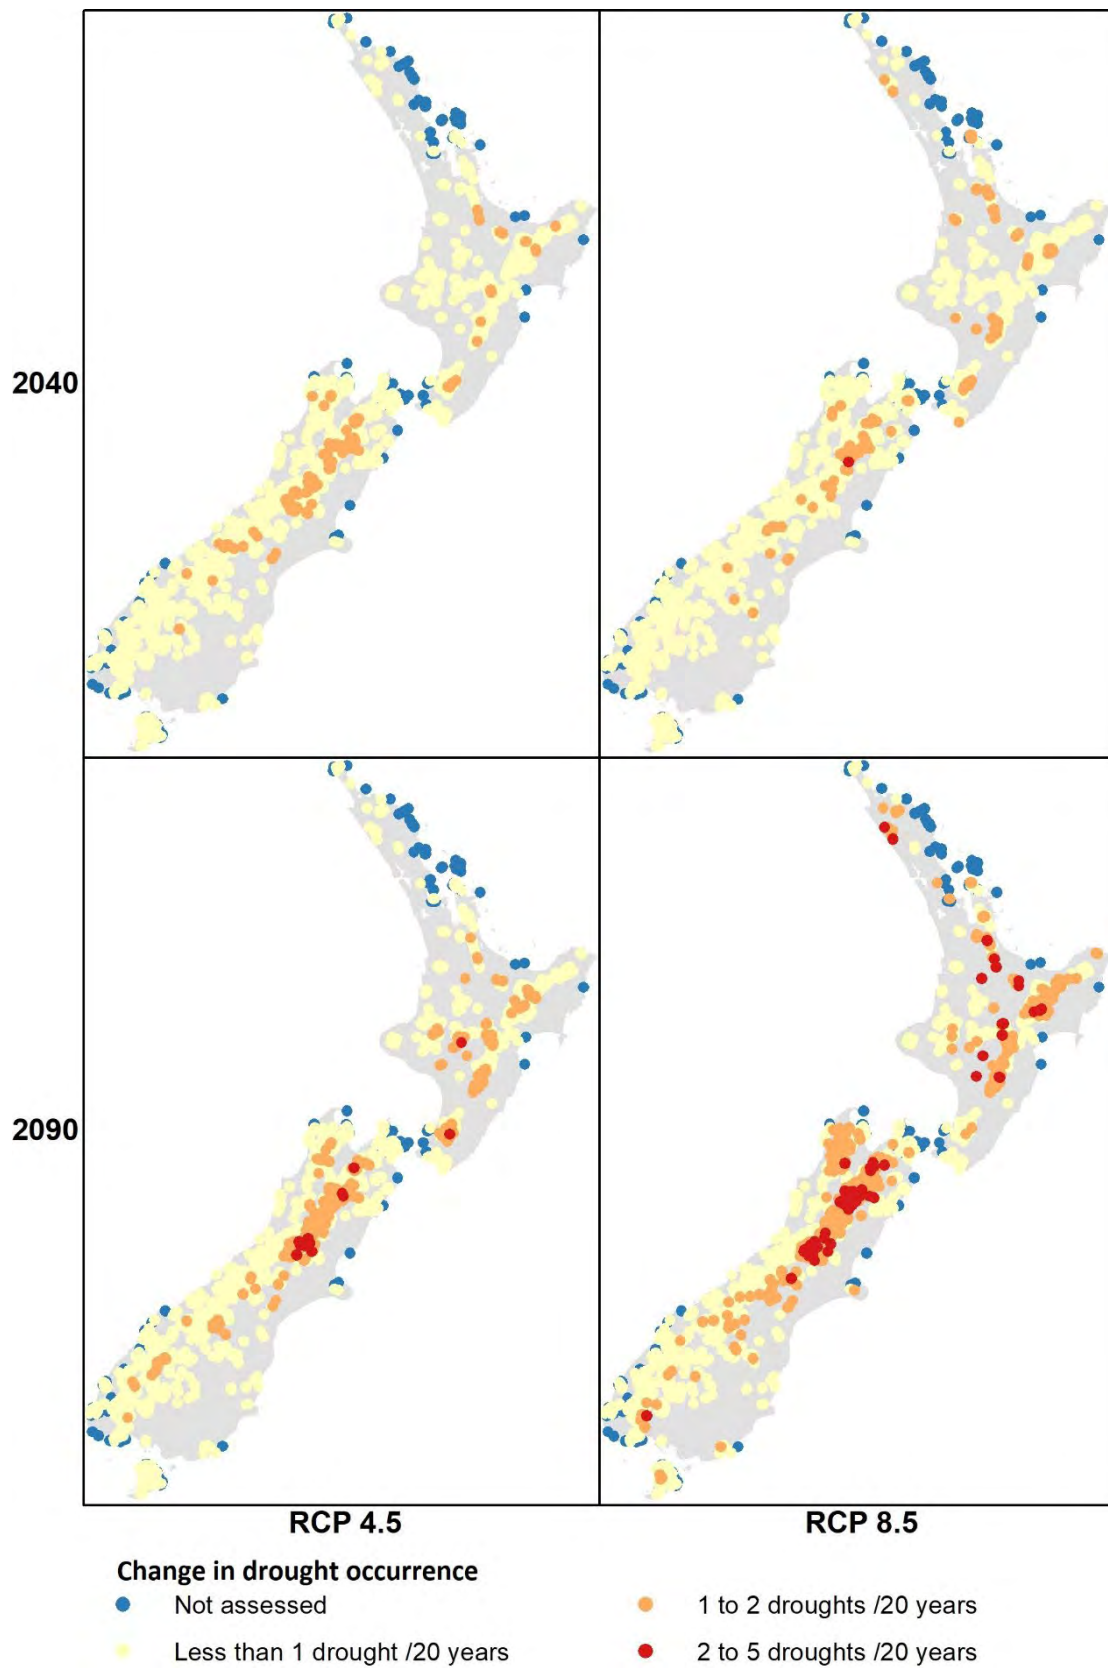 2040
2090
RCP 4.5
RCP 8.5
Change in drought occurrence
Not assessed
1 to 2 droughts /20 years
Less than 1 drought /20 years
2 to 5 droughts /20 years